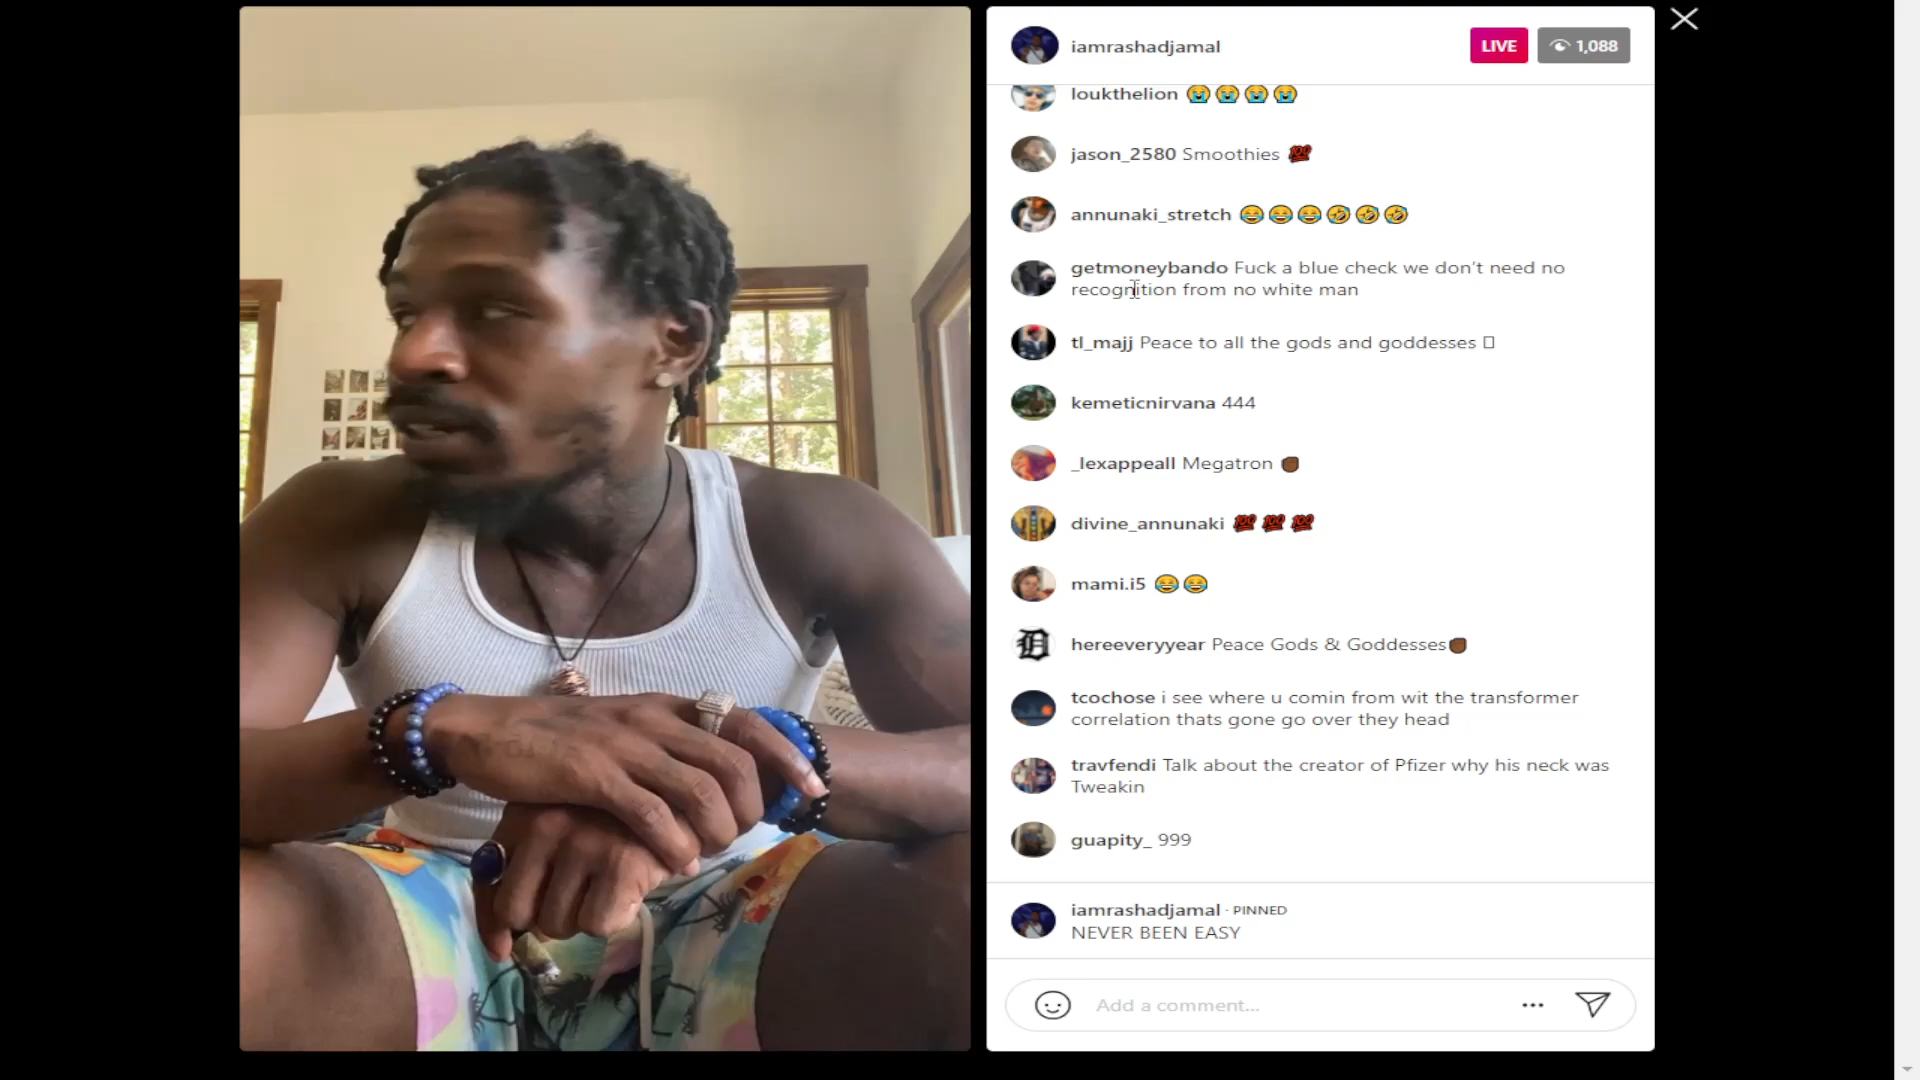 iamrashadjamal
LIVE
1,088
loukthelion 😭😭😭😭
jason_2580 Smoothies 💯
annunaki_stretch 😂😂😂🤣🤣🤣
getmoneybando Fuck a blue check we don't need no
recognition from no white man
tl_majj Peace to all the gods and goddesses
kemeticnirvana 444
_lexappeall Megatron ✊🏾
divine_annunaki 💯💯💯
mami.i5 😂😂
hereeveryyear Peace Gods & Goddesses✊🏾
tcochose i see where u comin from wit the transformer
correlation thats gone go over they head
travfendi Talk about the creator of Pfizer why his neck was
Tweakin
guapity_ 999
iamrashadjamal · PINNED
NEVER BEEN EASY
Add a comment...